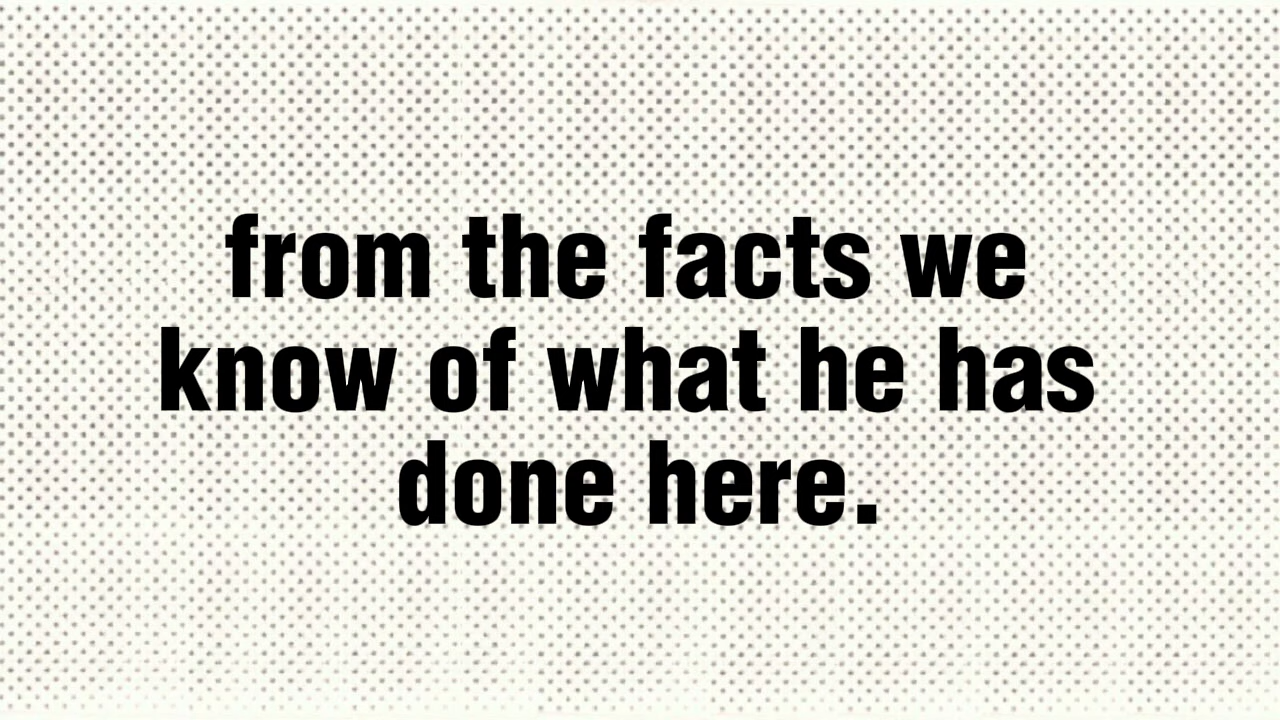 from the facts we
know of what he has
done here.